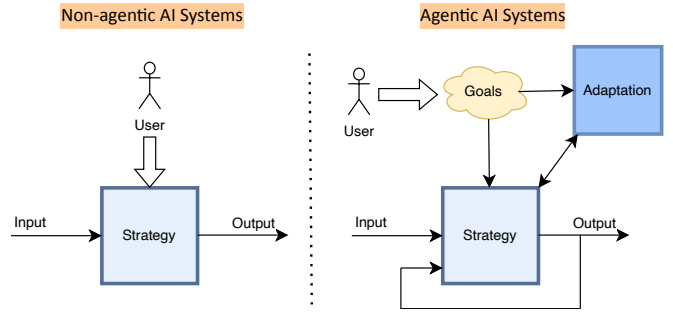 Non-agentic AI Systems
User
Input
Strategy
Output
Agentic AI Systems
User
Goals
Adaptation
Input
Strategy
Output